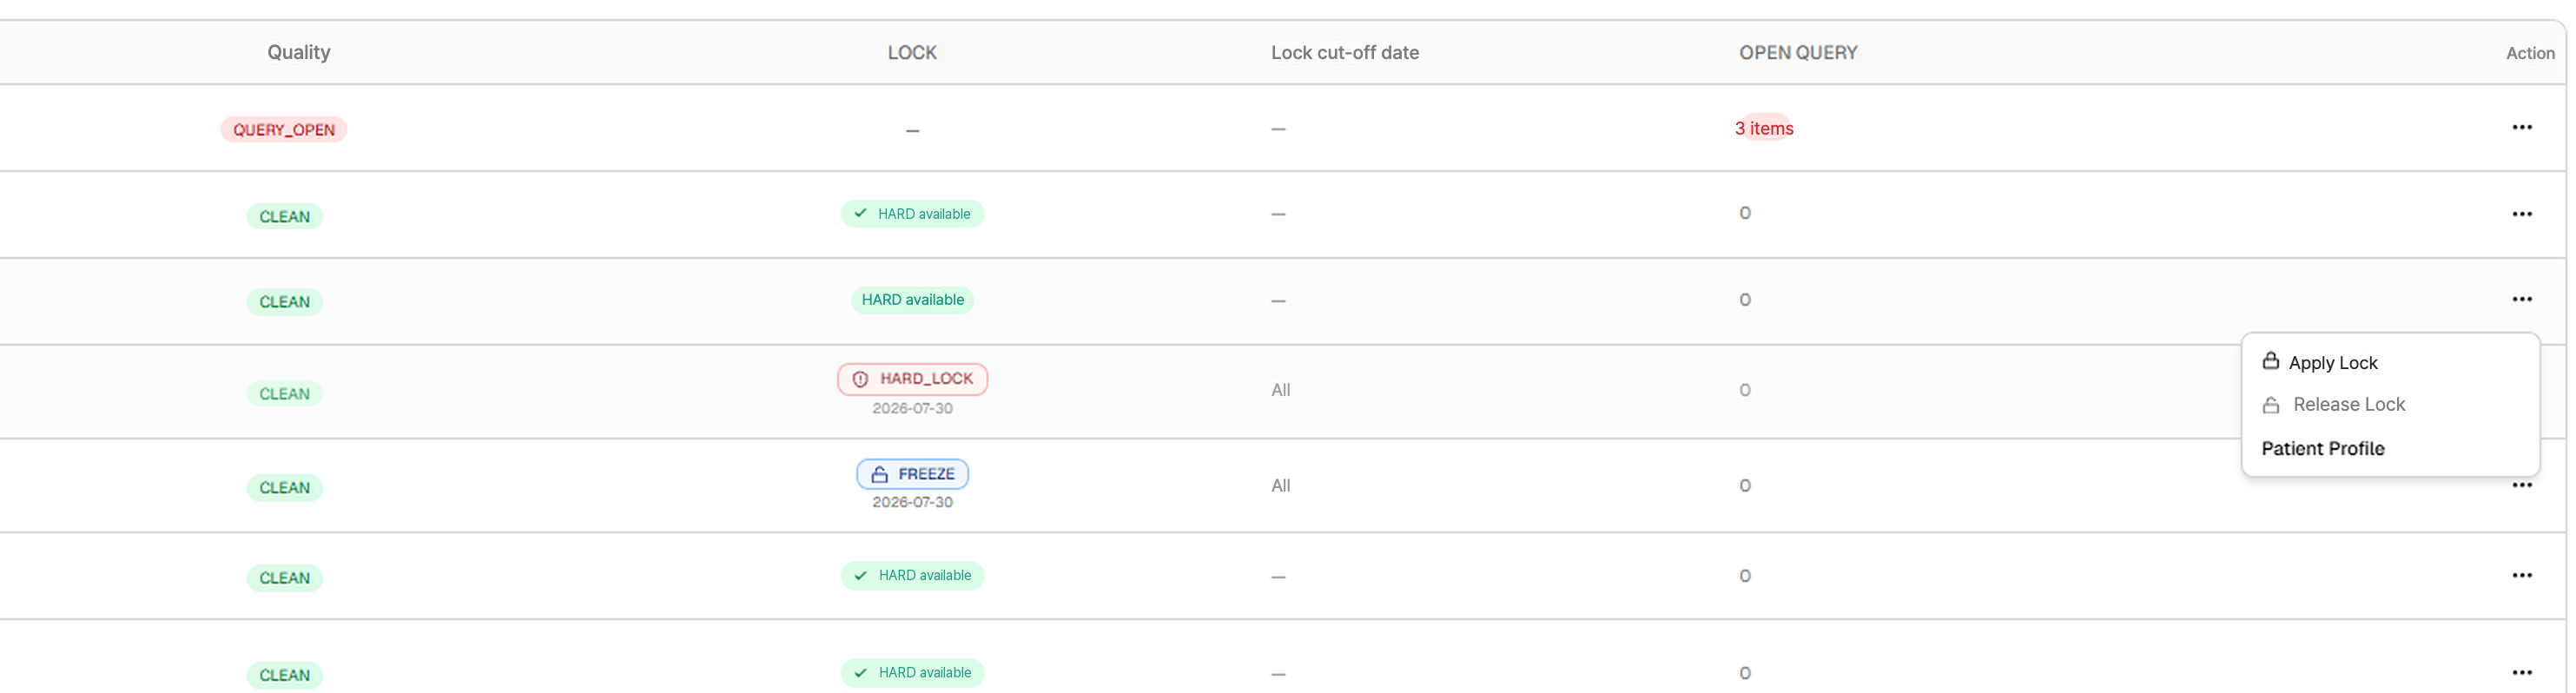 Quality LOCK Lock cut-off date OPEN QUERY Action
QUERY_OPEN — — 3 items •••
CLEAN HARD available — 0 •••
CLEAN HARD available — 0 •••
CLEAN HARD_LOCK All 0
2026-07-30
Apply Lock
Release Lock
Patient Profile
CLEAN FREEZE All 0 •••
2026-07-30
CLEAN HARD available — 0 •••
CLEAN HARD available — 0 •••